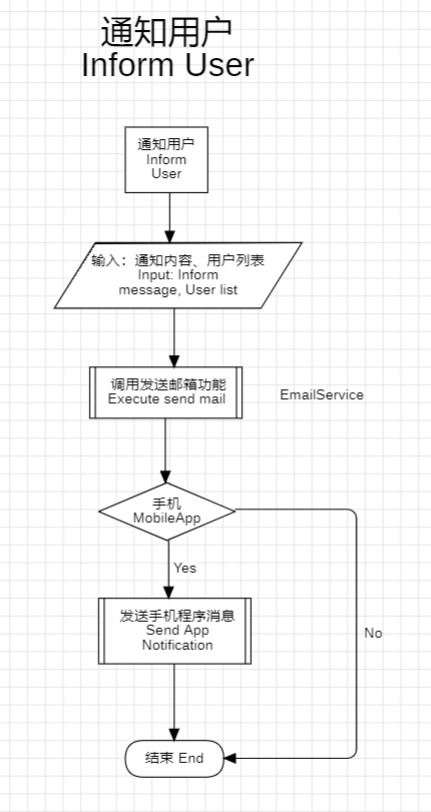 通知用户
Inform User
通知用户
Inform
User
输入：通知内容、用户列表
Input: Inform
message, User list
调用发送邮箱功能
Execute send mail
EmailService
手机
MobileApp
Yes
发送手机程序消息
Send App
Notification
No
结束 End